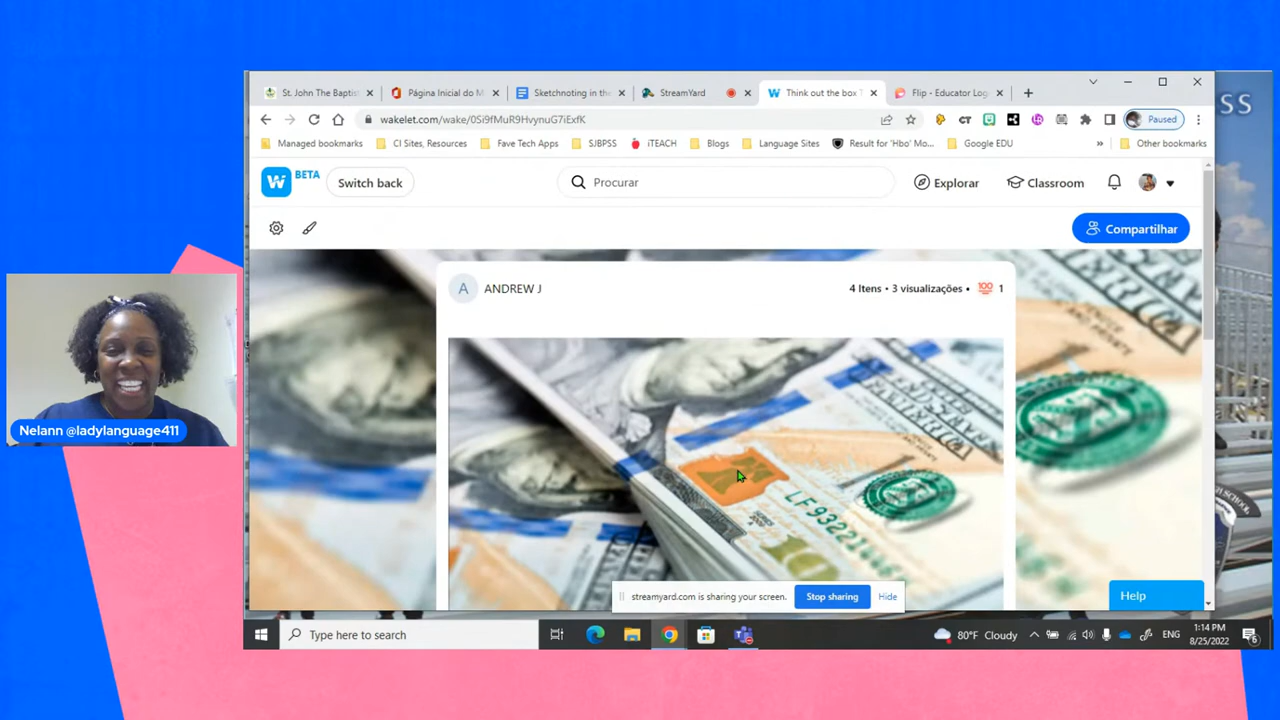 St. John The Baptis
Página Inicial do M
Sketchnoting in the
StreamYard
Think out the box T
Flip - Educator Log
wakelet.com/wake/0Si9fMuR9HvynuG7iExfK
Paused
Managed bookmarks
CI Sites, Resources
Fave Tech Apps
SJBPSS
iTEACH
Blogs
Language Sites
Result for 'Hbo' Mo...
Google EDU
»
Other bookmarks
W BETA
Switch back
Procurar
Explorar
Classroom
Compartilhar
A ANDREW J
4 Itens • 3 visualizações • 100 1
SS
Nelann @ladylanguage411
streamyard.com is sharing your screen.
Stop sharing
Hide
Help
Type here to search
80°F Cloudy
ENG
1:14 PM
8/25/2022
6